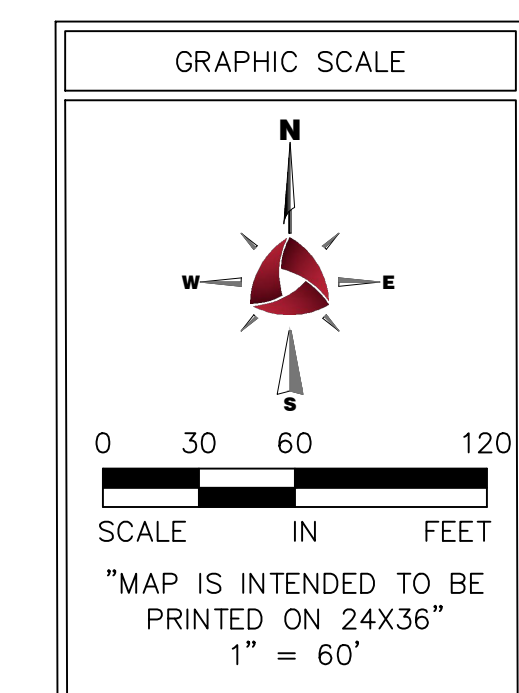 GRAPHIC SCALE
N
W E
S
0 30 60 120
SCALE IN FEET
"MAP IS INTENDED TO BE
PRINTED ON 24X36"
1" = 60'